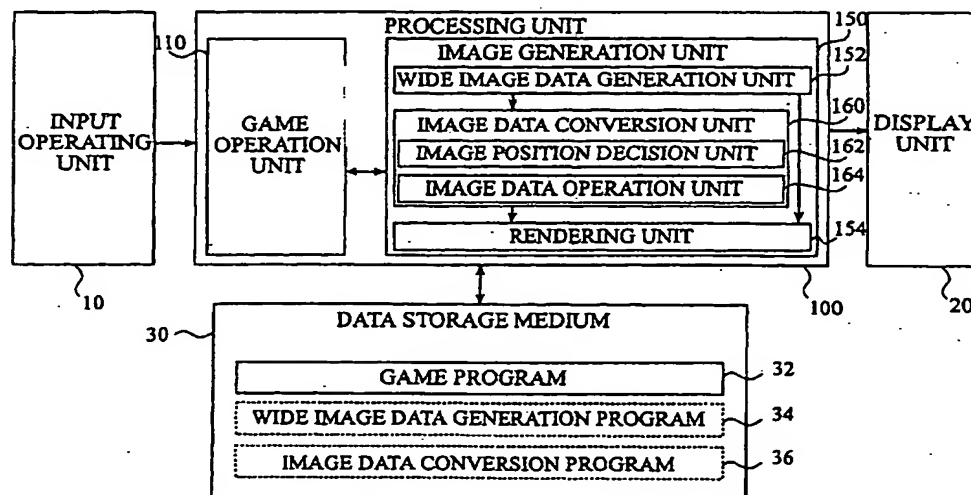 PROCESSING UNIT
150
110
IMAGE GENERATION UNIT
152
WIDE IMAGE DATA GENERATION UNIT
INPUT
OPERATING
UNIT
GAME
OPERATION
UNIT
160
IMAGE DATA CONVERSION UNIT
IMAGE POSITION DECISION UNIT
162
IMAGE DATA OPERATION UNIT
164
RENDERING UNIT
154
DISPLAY
UNIT
10
100
20
30
DATA STORAGE MEDIUM
GAME PROGRAM
32
WIDE IMAGE DATA GENERATION PROGRAM
34
IMAGE DATA CONVERSION PROGRAM
36